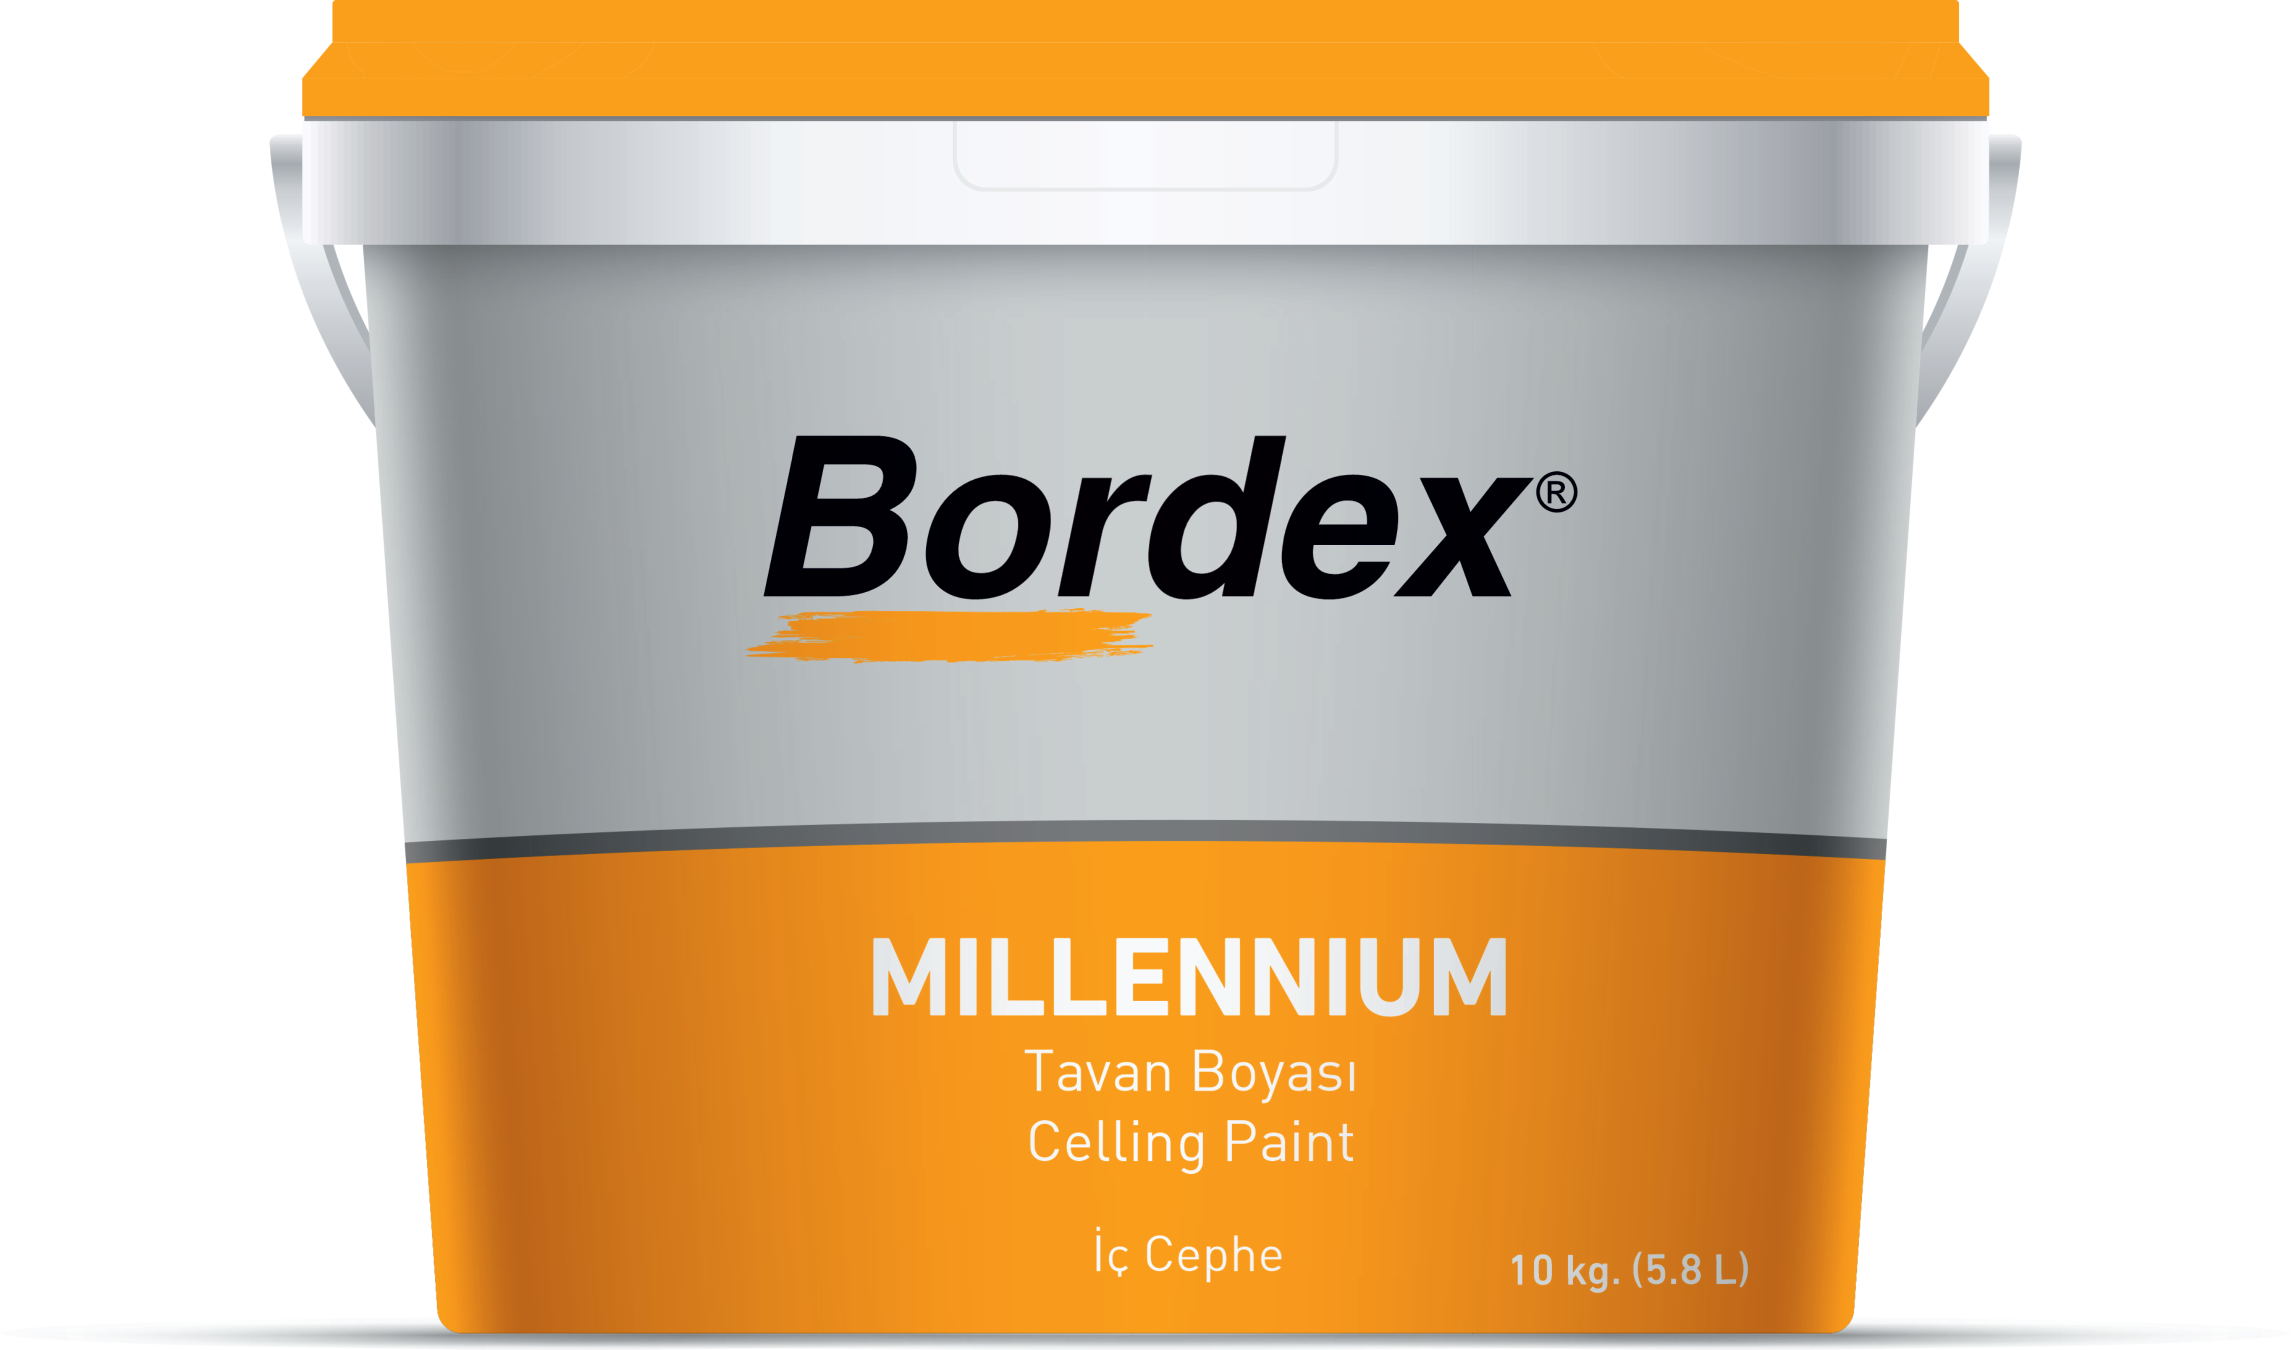 Bordex®
MILLENNIUM
Tavan Boyası
Celling Paint
İç Cephe
10 kg. (5.8 L)